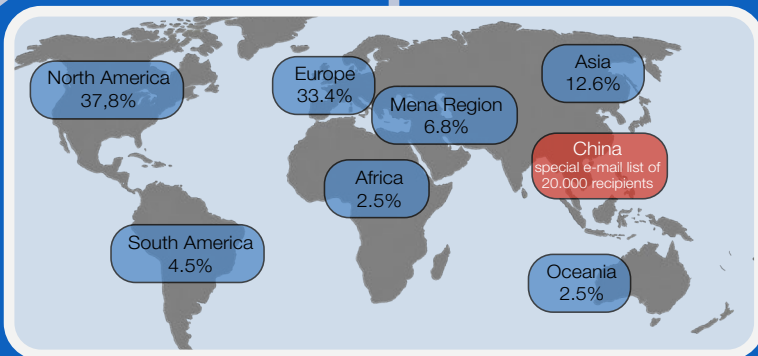 North America
37,8%
Europe
33.4%
Mena Region
6.8%
Asia
12.6%
China
special e-mail list of
20.000 recipients
Africa
2.5%
South America
4.5%
Oceania
2.5%